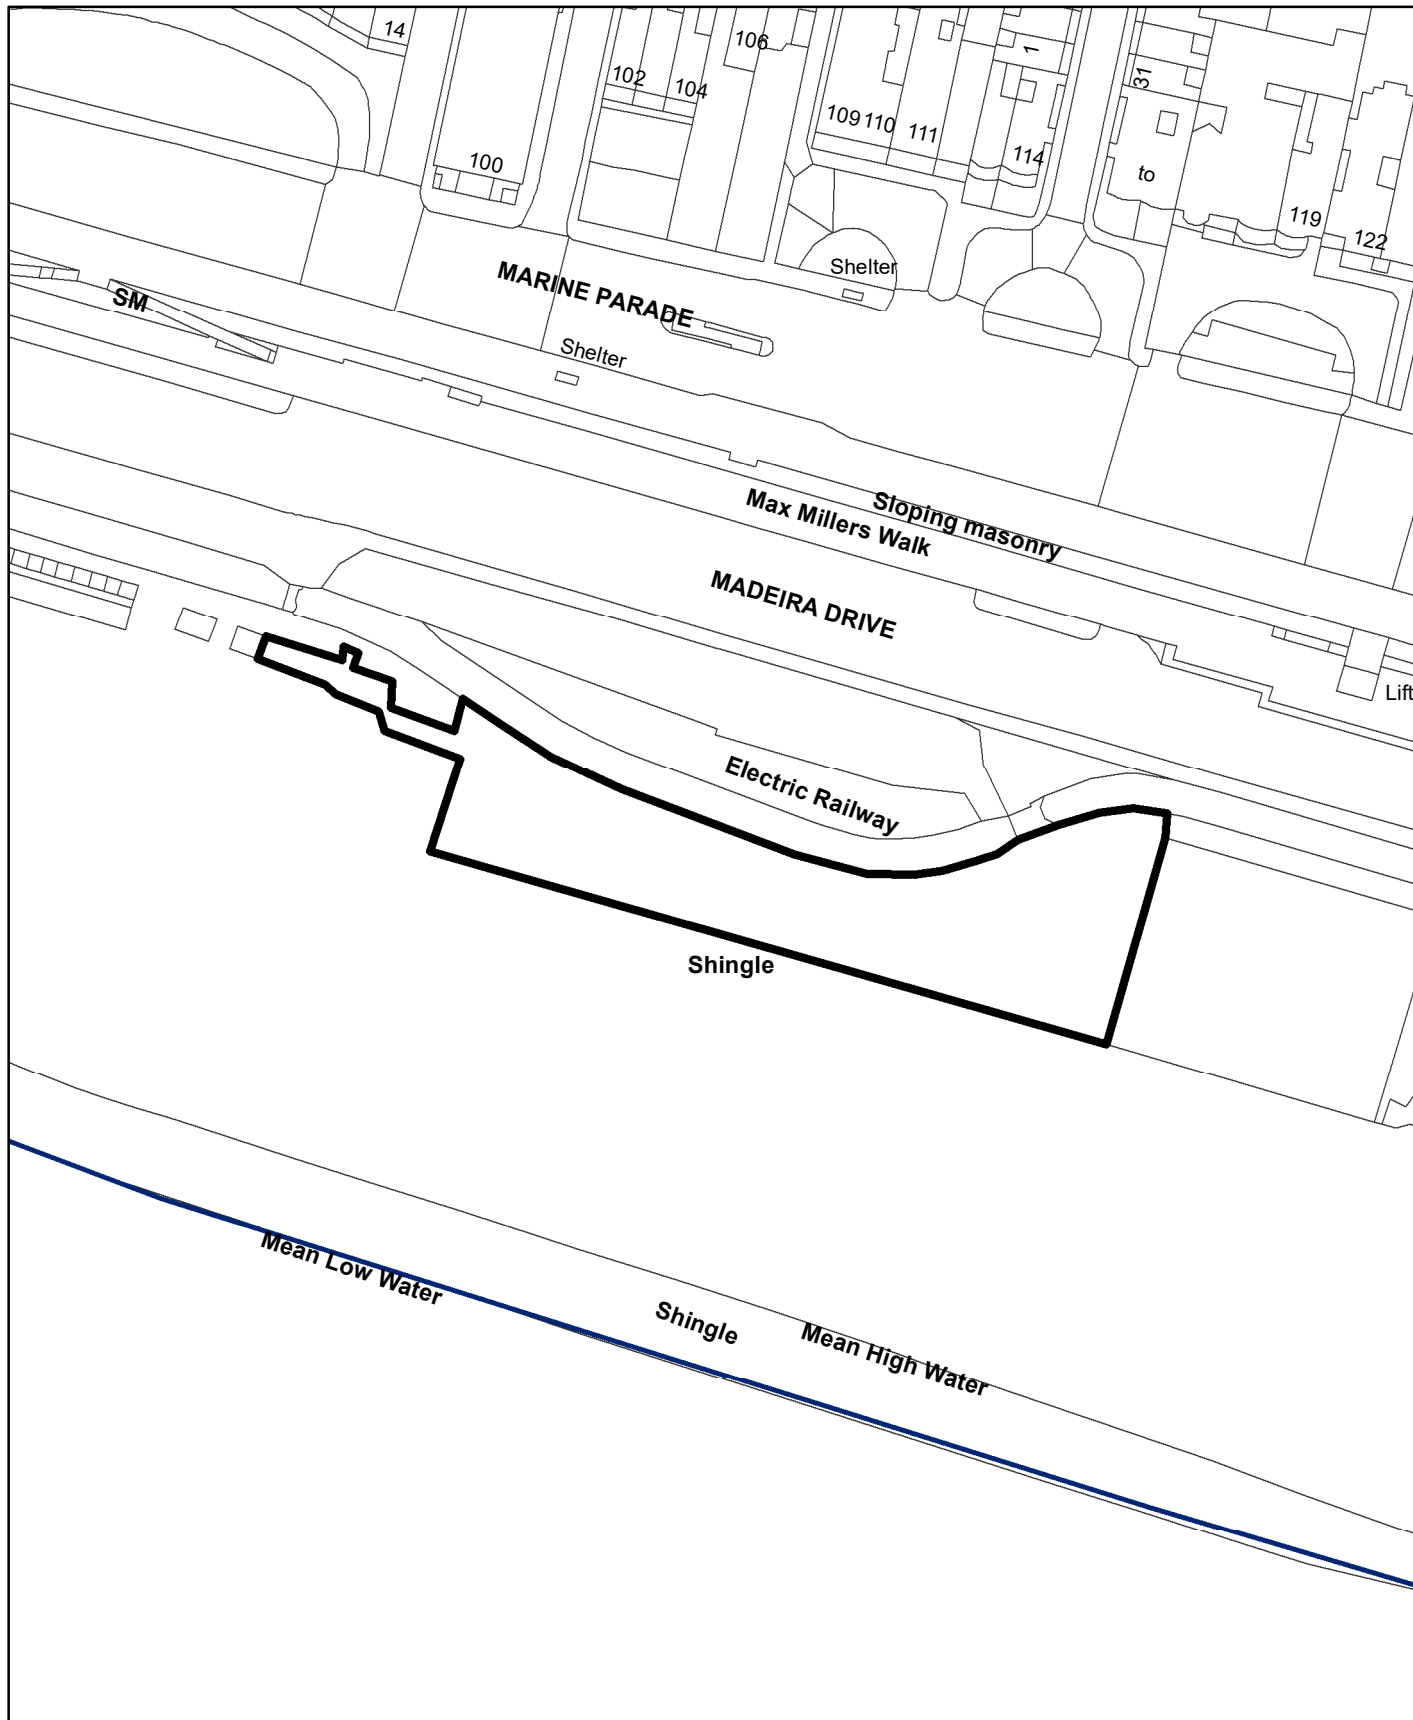 14
106
102
104
109
110
111
1
31
114
100
to
119
122
Shelter
MARINE PARADE
SM
Shelter
Sloping masonry
Max Millers Walk
MADEIRA DRIVE
Lift
Electric Railway
Shingle
Mean Low Water
Shingle
Mean High Water